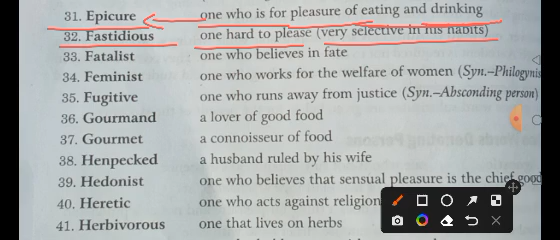 31. Epicure one who is for pleasure of eating and drinking
32. Fastidious one hard to please (very selective in his habits)
33. Fatalist one who believes in fate
34. Feminist one who works for the welfare of women (Syn.–Philogynis
35. Fugitive one who runs away from justice (Syn.–Absconding person)
36. Gourmand a lover of good food
37. Gourmet a connoisseur of food
38. Henpecked a husband ruled by his wife
39. Hedonist one who believes that sensual pleasure is the chief good
40. Heretic one who acts against religion
41. Herbivorous one that lives on herbs